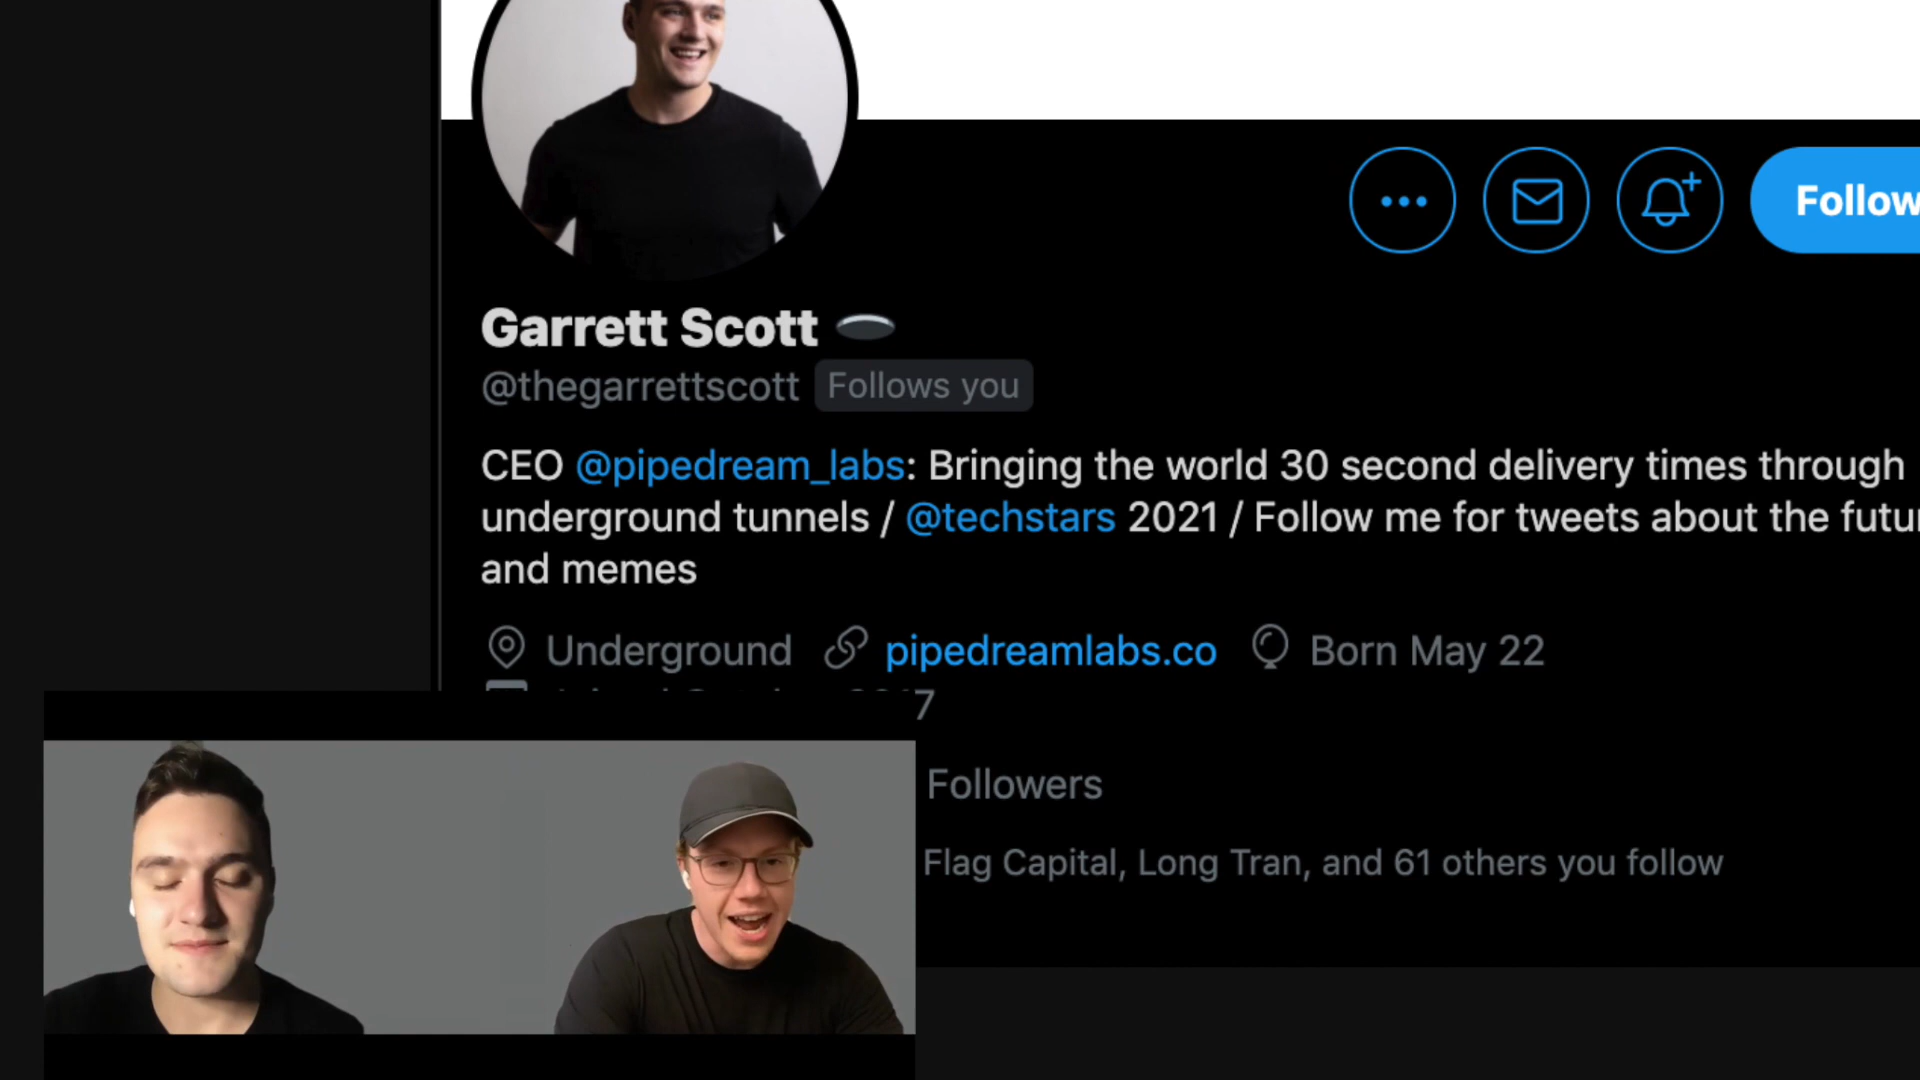 Follow
Garrett Scott
@thegarrettscott Follows you
CEO @pipedream_labs: Bringing the world 30 second delivery times through
underground tunnels / @techstars 2021 / Follow me for tweets about the
and memes
Underground pipedreamlabs.co Born May 22
7
Followers
Flag Capital, Long Tran, and 61 others you follow